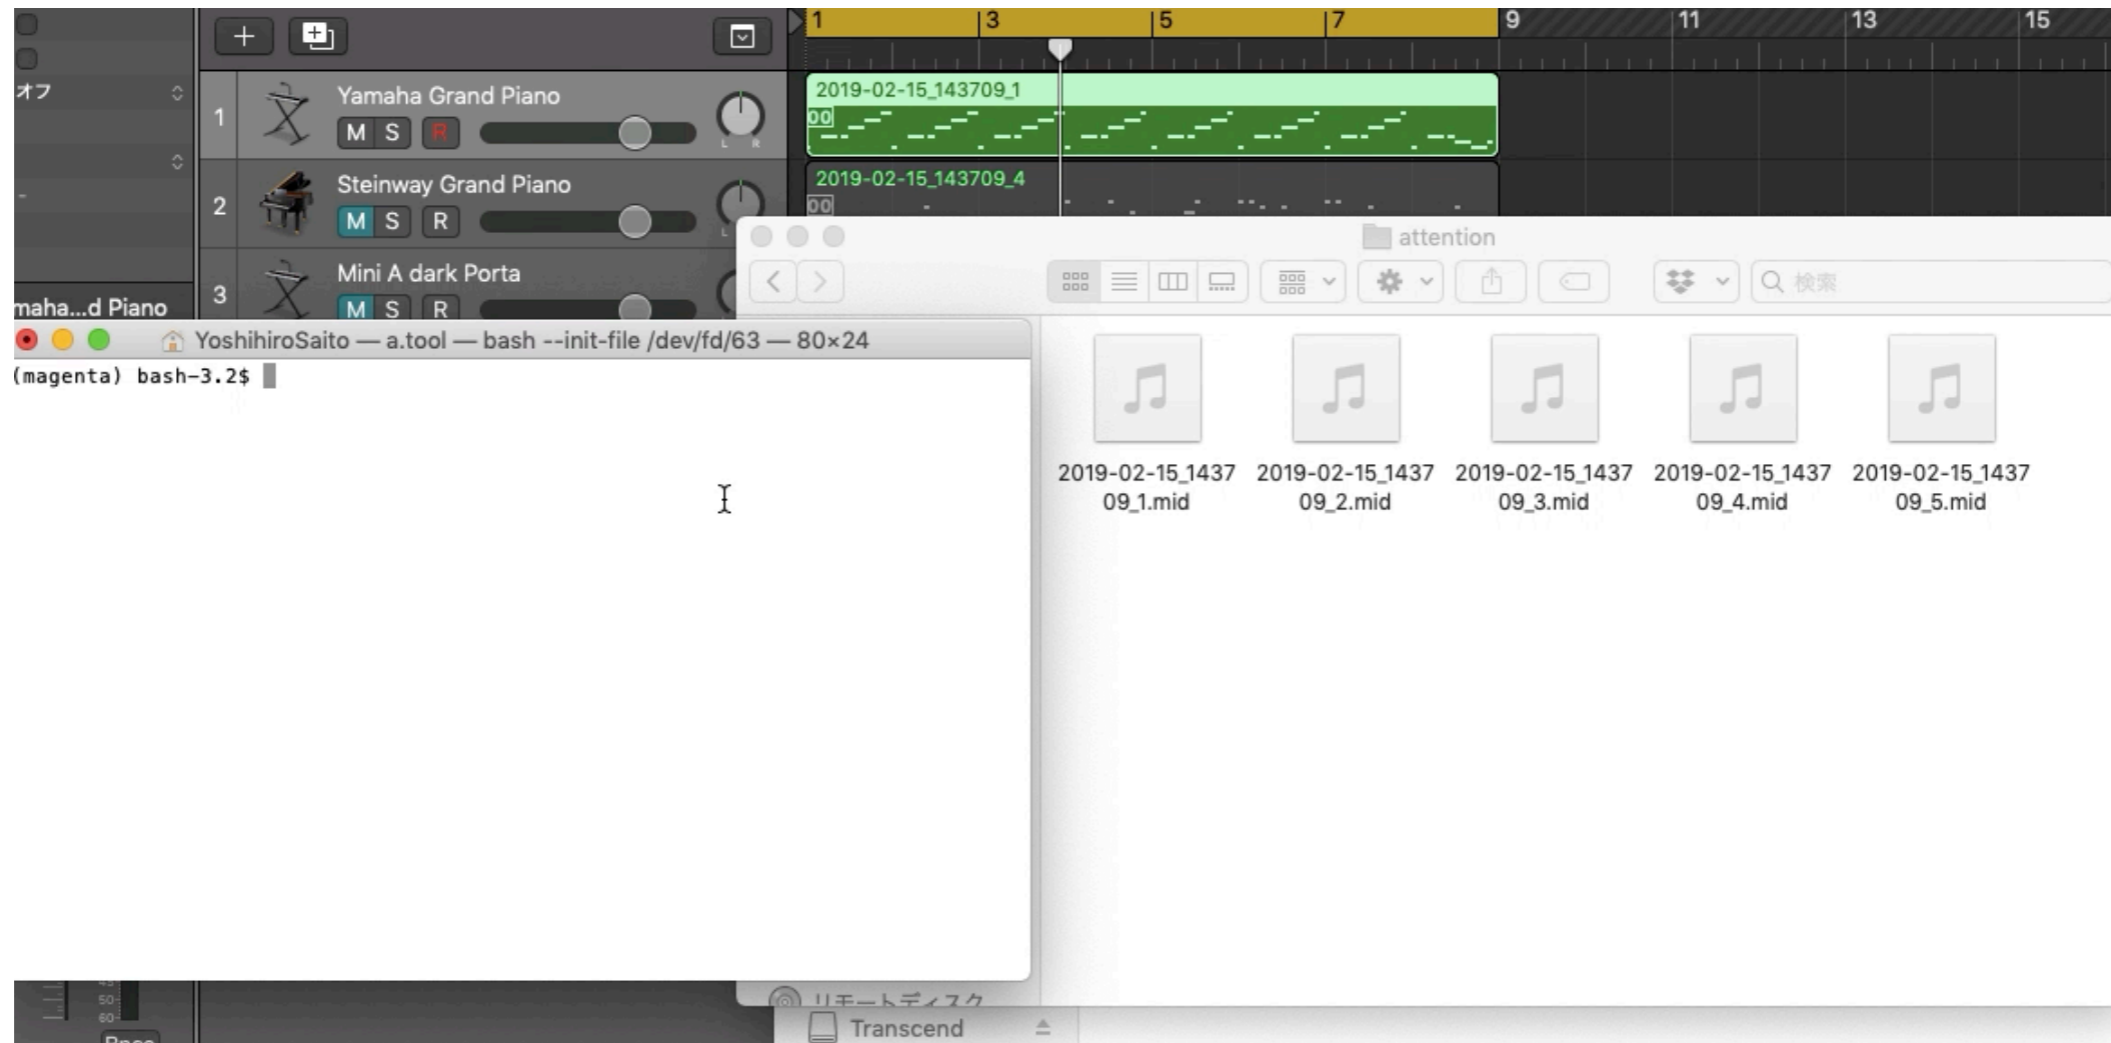 1 3 5 7 9 11 13 15
オフ
1
Yamaha Grand Piano
M S R
L R
2019-02-15_143709_1
00
2
Steinway Grand Piano
M S R
L
2019-02-15_143709_4
00
-
3
Mini A dark Porta
M S R
maha...d Piano
attention
検索
YoshihiroSaito — a.tool — bash --init-file /dev/fd/63 — 80×24
(magenta) bash-3.2$
2019-02-15_1437
09_1.mid
2019-02-15_1437
09_2.mid
2019-02-15_1437
09_3.mid
2019-02-15_1437
09_4.mid
2019-02-15_1437
09_5.mid
50
60
リモートディスク
Transcend